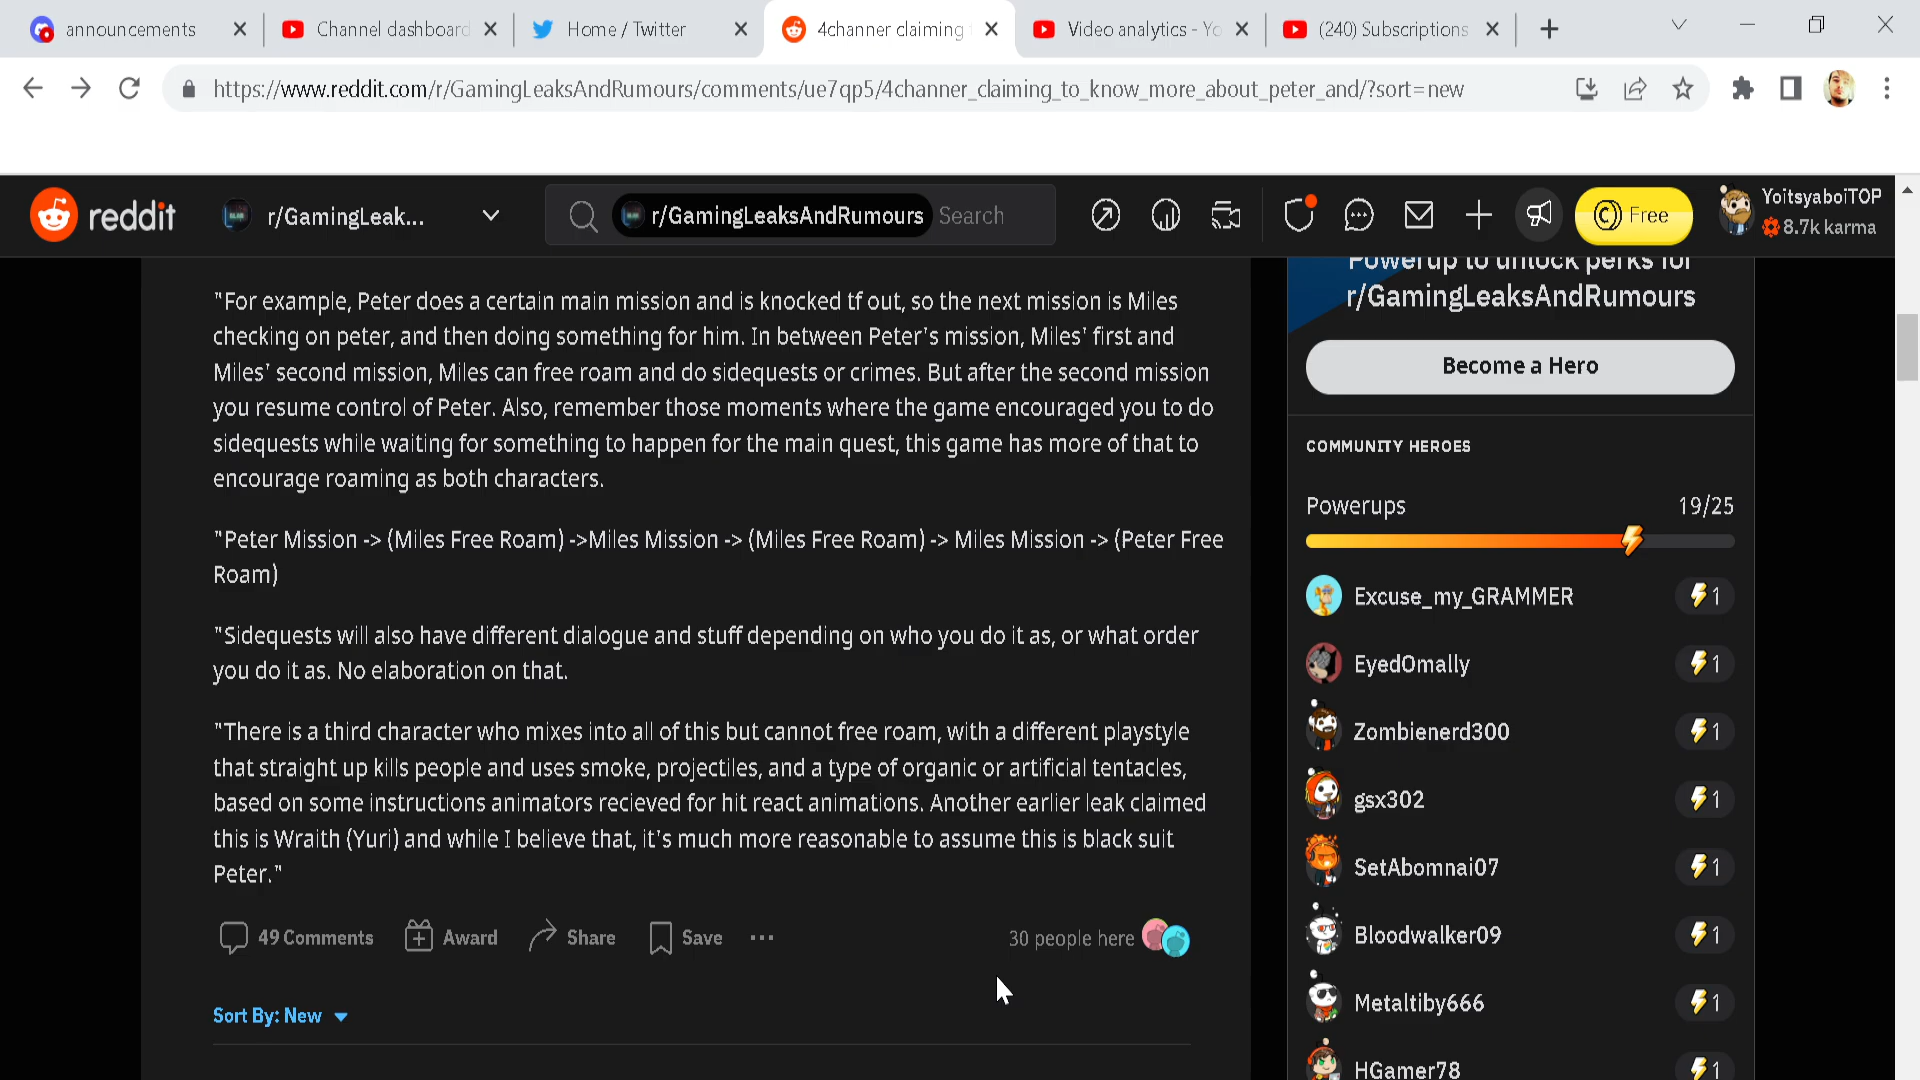 announcements
Channel dashboard
Home / Twitter
4channer claiming
Video analytics - Yo
(240) Subscriptions
https://www.reddit.com/r/GamingLeaksAndRumours/comments/ue7qp5/4channer_claiming_to_know_more_about_peter_and/?sort=new
reddit
r/GamingLeak...
r/GamingLeaksAndRumours
Search
Free
YoitsyaboiTOP
8.7k karma
"For example, Peter does a certain main mission and is knocked tf out, so the next mission is Miles
checking on peter, and then doing something for him. In between Peter's mission, Miles' first and
Miles' second mission, Miles can free roam and do sidequests or crimes. But after the second mission
you resume control of Peter. Also, remember those moments where the game encouraged you to do
sidequests while waiting for something to happen for the main quest, this game has more of that to
encourage roaming as both characters.
"Peter Mission -> (Miles Free Roam) ->Miles Mission -> (Miles Free Roam) -> Miles Mission -> (Peter Free
Roam)
"Sidequests will also have different dialogue and stuff depending on who you do it as, or what order
you do it as. No elaboration on that.
"There is a third character who mixes into all of this but cannot free roam, with a different playstyle
that straight up kills people and uses smoke, projectiles, and a type of organic or artificial tentacles,
based on some instructions animators recieved for hit react animations. Another earlier leak claimed
this is Wraith (Yuri) and while I believe that, it's much more reasonable to assume this is black suit
Peter."
49 Comments
Award
Share
Save
30 people here
Sort By: New
Powerup to unlock perks for
r/GamingLeaksAndRumours
Become a Hero
COMMUNITY HEROES
Powerups 19/25
Excuse_my_GRAMMER 1
EyedOmally 1
Zombienerd300 1
gsx302 1
SetAbomnai07 1
Bloodwalker09 1
Metaltiby666 1
HGamer78 1